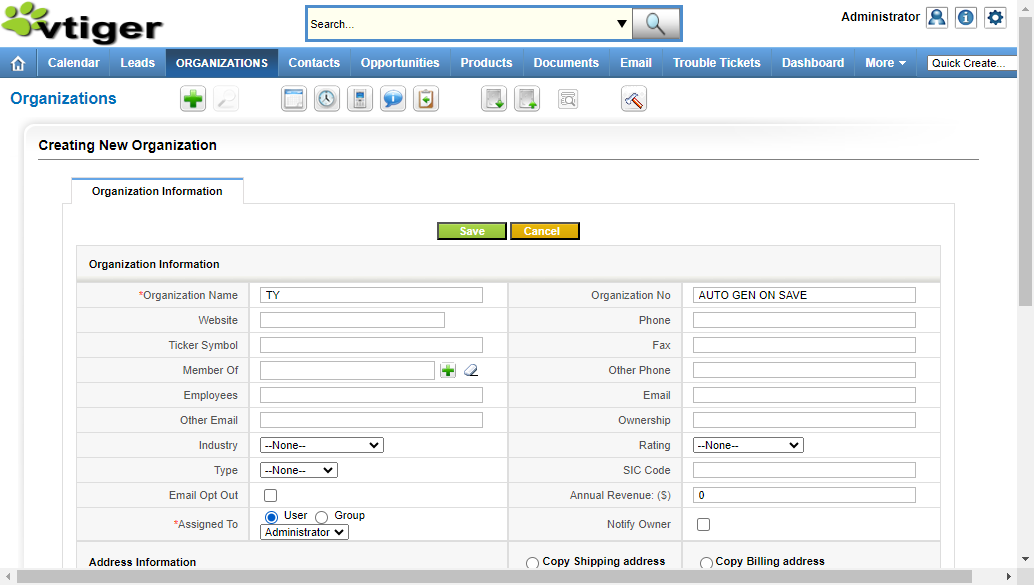 vtiger
Search...
Administrator
Calendar Leads ORGANIZATIONS Contacts Opportunities Products Documents Email Trouble Tickets Dashboard More Quick Create...
Organizations
Creating New Organization
Organization Information
Save Cancel
Organization Information
*Organization Name TY Organization No AUTO GEN ON SAVE
Website Phone
Ticker Symbol Fax
Member Of Other Phone
Employees Email
Other Email Ownership
Industry --None-- Rating --None--
Type --None-- SIC Code
Email Opt Out Annual Revenue: ($) 0
*Assigned To User Group Administrator Notify Owner
Address Information Copy Shipping address Copy Billing address